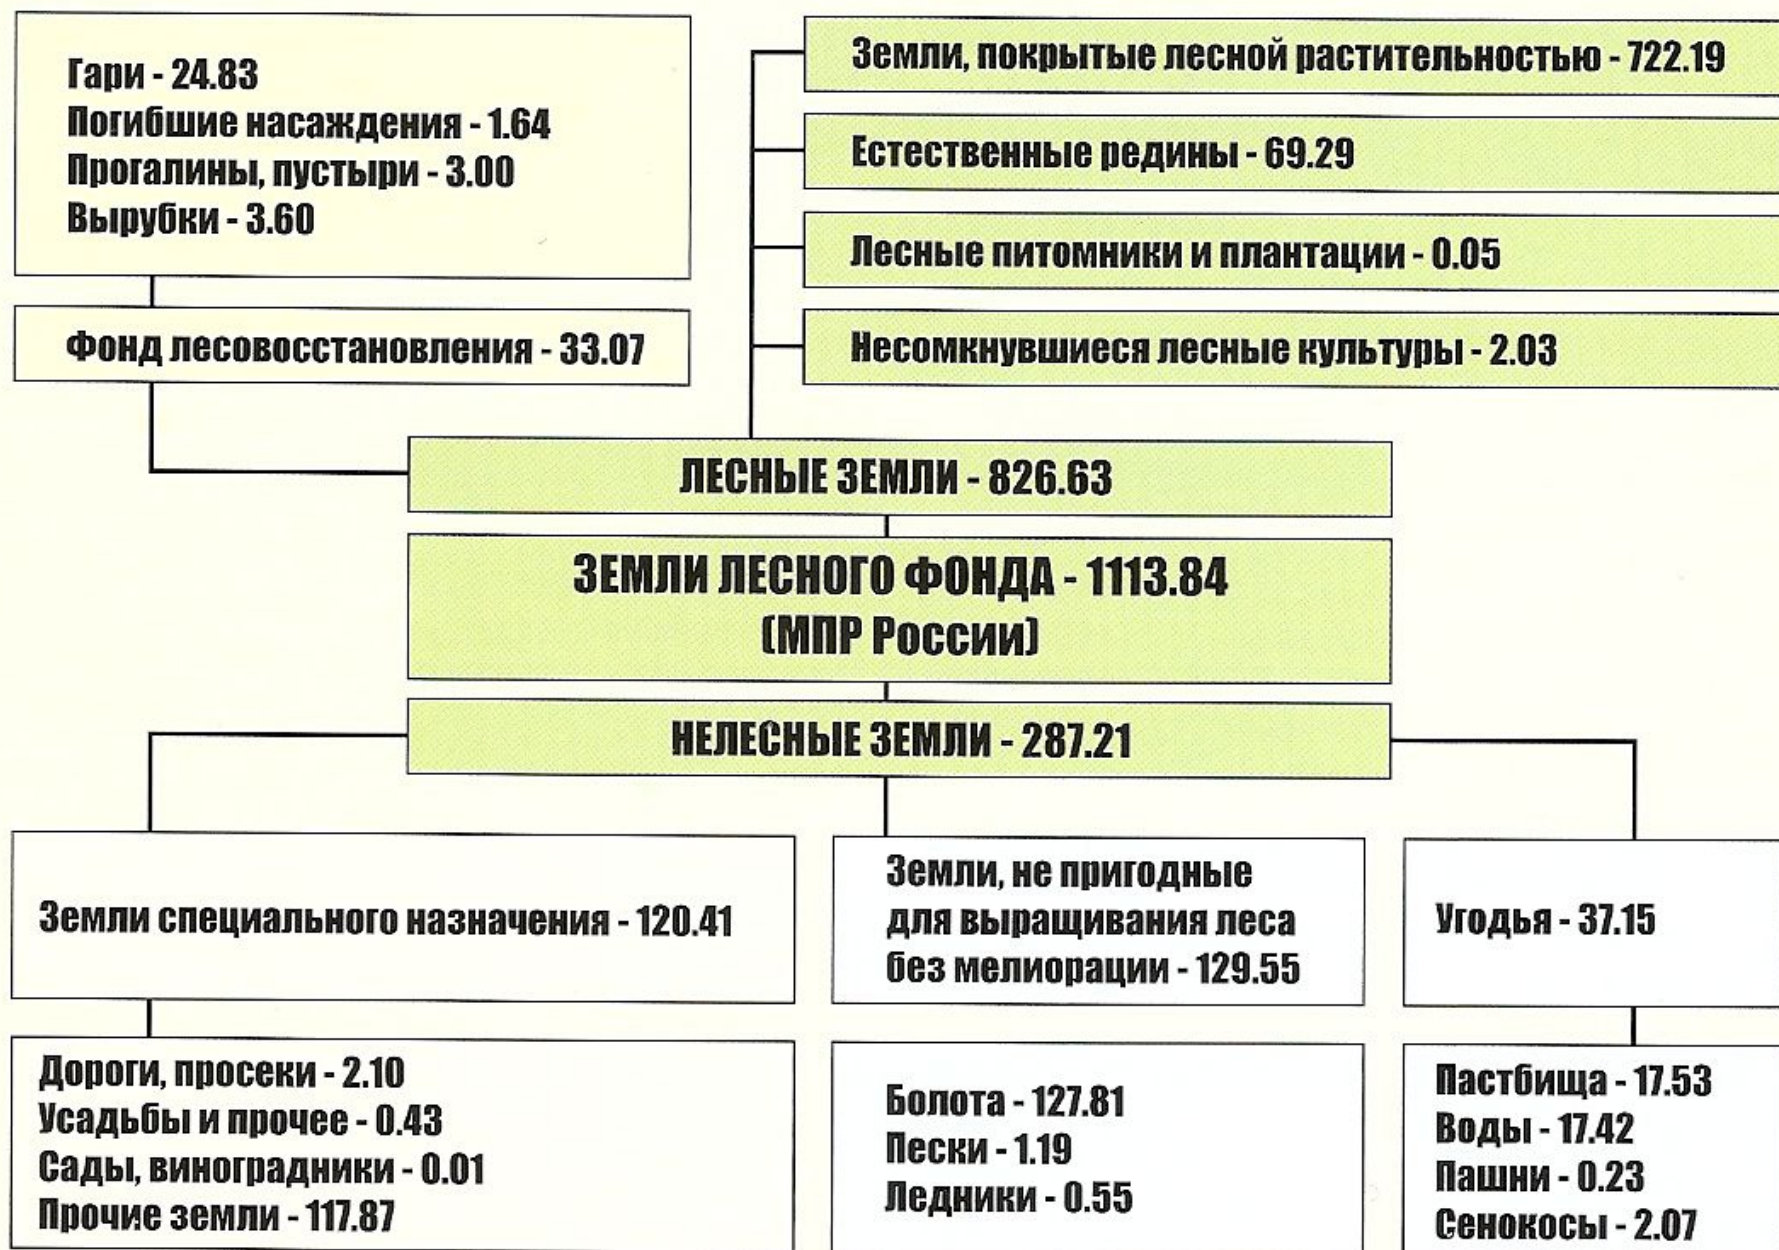 Гари - 24.83
Погибшие насаждения - 1.64
Прогалины, пустыри - 3.00
Вырубки - 3.60
Фонд лесовосстановления - 33.07
Земли, покрытые лесной растительностью - 722.19
Естественные редины - 69.29
Лесные питомники и плантации - 0.05
Несомкнувшиеся лесные культуры - 2.03
ЛЕСНЫЕ ЗЕМЛИ - 826.63
ЗЕМЛИ ЛЕСНОГО ФОНДА - 1113.84
(МПР России)
НЕЛЕСНЫЕ ЗЕМЛИ - 287.21
Земли специального назначения - 120.41
Земли, не пригодные
для выращивания леса
без мелиорации - 129.55
Угодья - 37.15
Дороги, просеки - 2.10
Усадьбы и прочее - 0.43
Сады, виноградники - 0.01
Прочие земли - 117.87
Болота - 127.81
Пески - 1.19
Ледники - 0.55
Пастбища - 17.53
Воды - 17.42
Пашни - 0.23
Сенокосы - 2.07